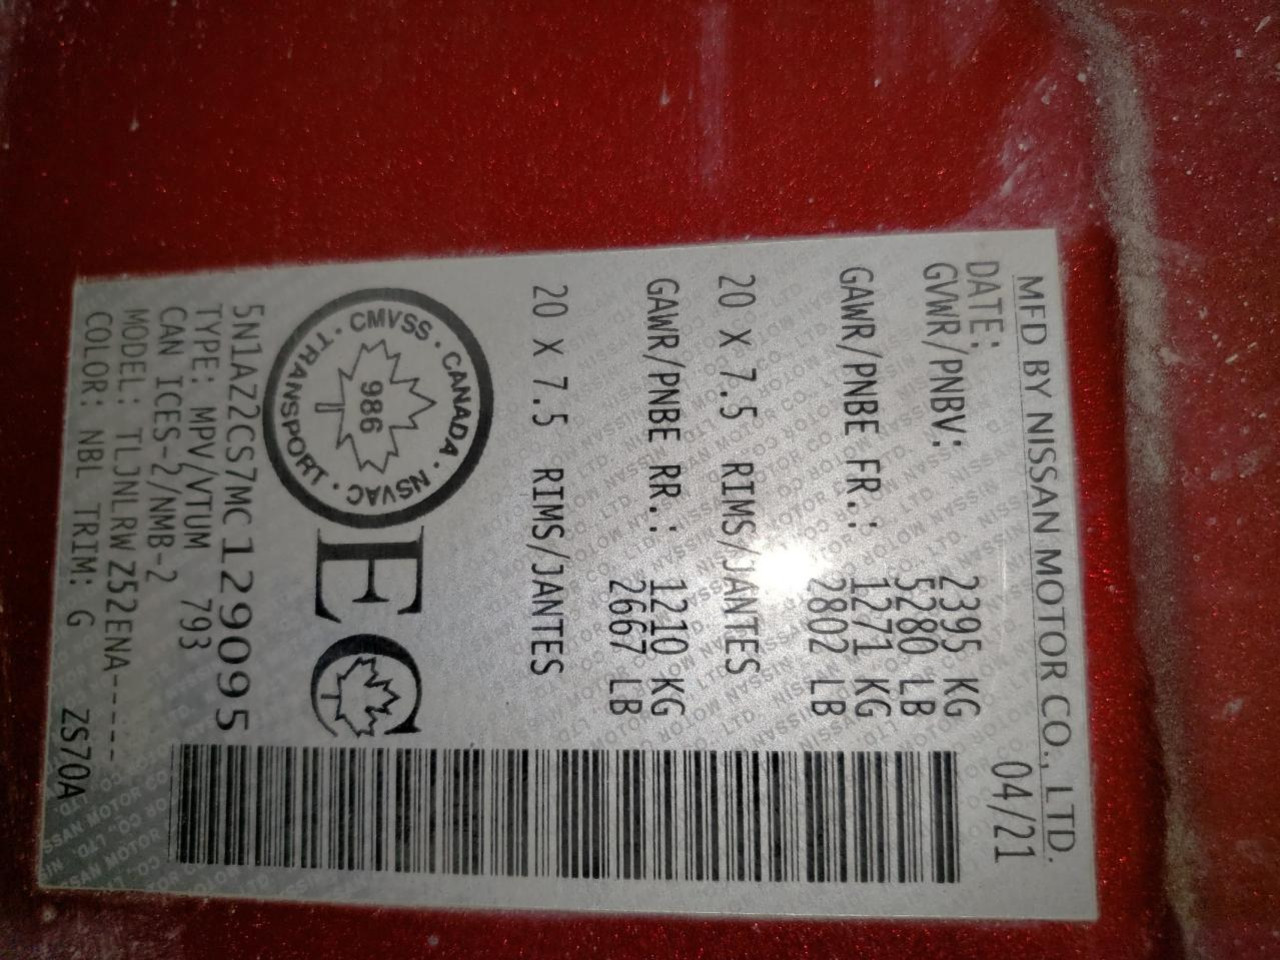 MFD BY NISSAN MOTOR CO., LTD.
DATE: 04/21
GVWR/PNBV: 2395 KG
5280 LB
GAWR/PNBE FR.: 1271 KG
2802 LB
20 X 7.5 RIMS/JANTES
GAWR/PNBE RR.: 1210 KG
2667 LB
20 X 7.5 RIMS/JANTES
CMVSS · CANADA · NSVAC · TRANSPORT ·
986
EC
5N1AZ2CS7MC129095
TYPE: MPV/VTUM 793
CAN ICES-2/NMB-2
MODEL: TLJNLRW Z52ENA------
COLOR: NBL TRIM: G ZS70A